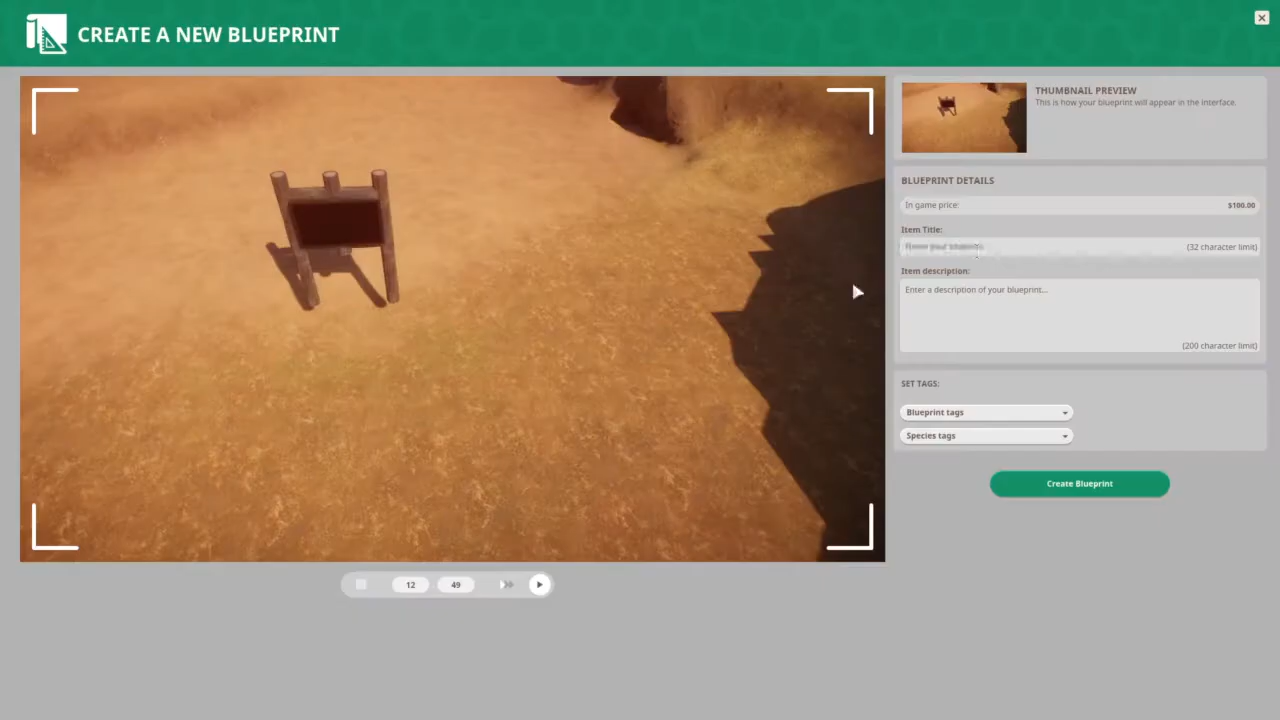 CREATE A NEW BLUEPRINT
THUMBNAIL PREVIEW
This is how your blueprint will appear in the interface.
BLUEPRINT DETAILS
In game price: $100.00
Item Title:
(32 character limit)
Item description:
Enter a description of your blueprint...
(200 character limit)
SET TAGS:
Blueprint tags
Species tags
Create Blueprint
12 49